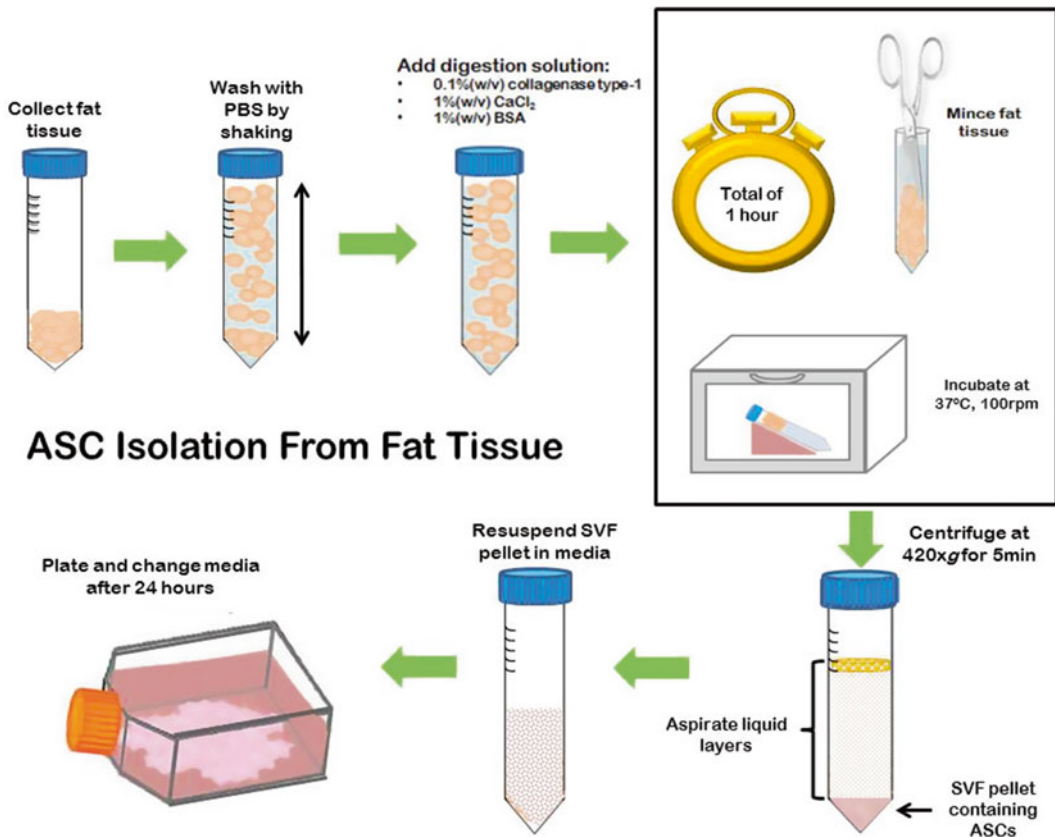 Collect fat
tissue
Wash with
PBS by
shaking
Add digestion solution:
• 0.1%(w/v) collagenase type-1
• 1%(w/v) CaCl₂
• 1%(w/v) BSA
Total of
1 hour
Mince fat
tissue
Incubate at
37ºC, 100rpm
ASC Isolation From Fat Tissue
Centrifuge at
420xg for 5min
Aspirate liquid
layers
SVF pellet
containing
ASCs
Resuspend SVF
pellet in media
Plate and change media
after 24 hours